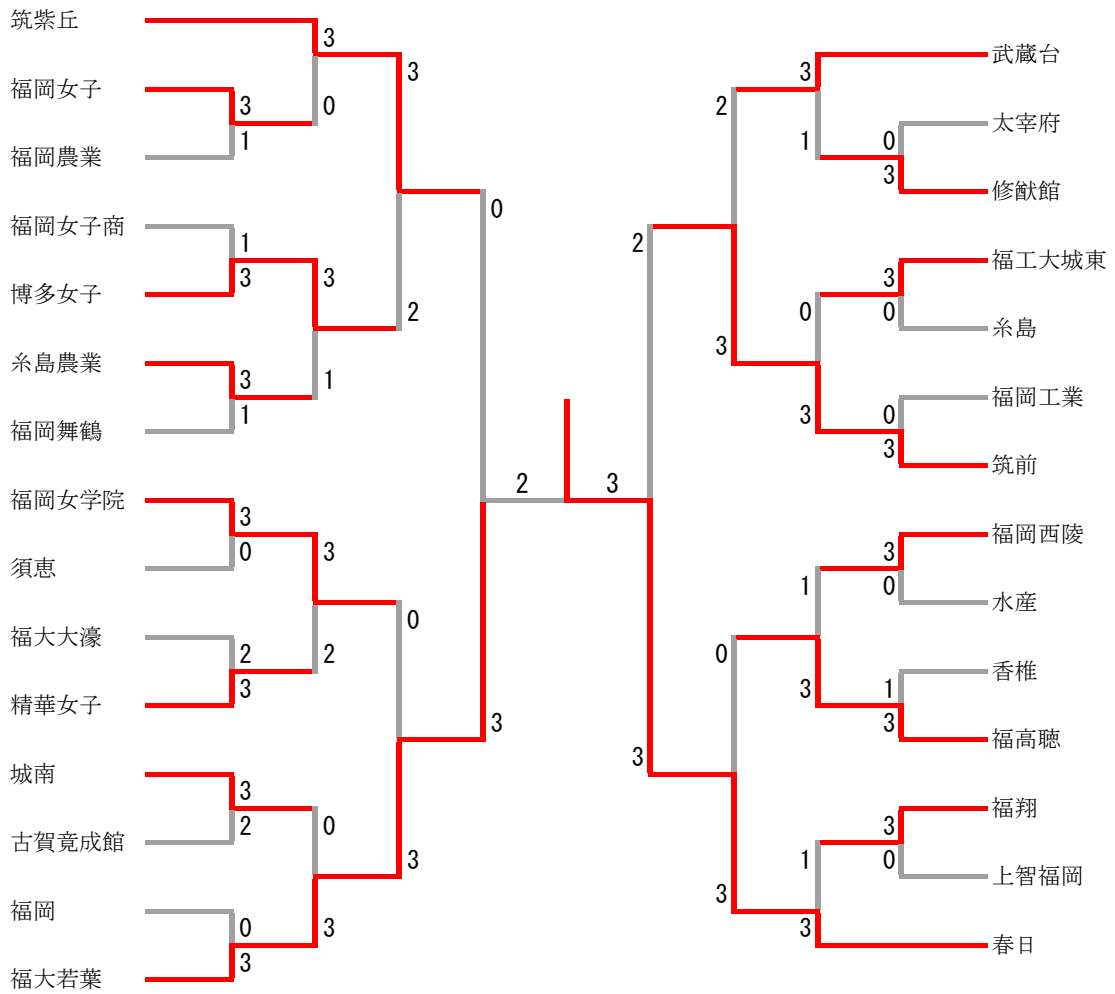 筑紫丘
福岡女子
福岡農業
福岡女子商
博多女子
糸島農業
福岡舞鶴
福岡女学院
須恵
福大大濠
精華女子
城南
古賀竟成館
福岡
福大若葉
3
0
3
1
3
1
3
3
1
2
3
1
0
3
0
3
2
2
3
0
3
2
0
3
0
3
3
3
2
3
2
3
2
3
3
1
0
3
2
3
0
3
3
0
0
3
0
3
1
3
3
0
1
3
1
3
3
0
武蔵台
太宰府
修猷館
福工大城東
糸島
福岡工業
筑前
福岡西陵
水産
香椎
福高聴
福翔
上智福岡
春日